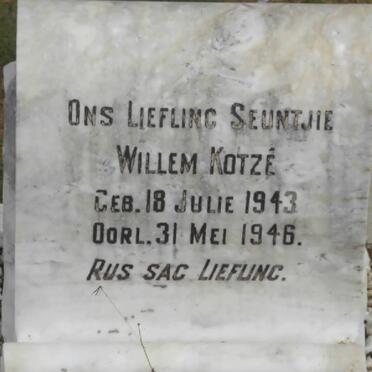 ONS LIEFLING SEUNTJIE
WILLEM KOTZÉ
GEB. 18 JULIE 1943
OORL. 31 MEI 1946.
RUS SAG LIEFLING.